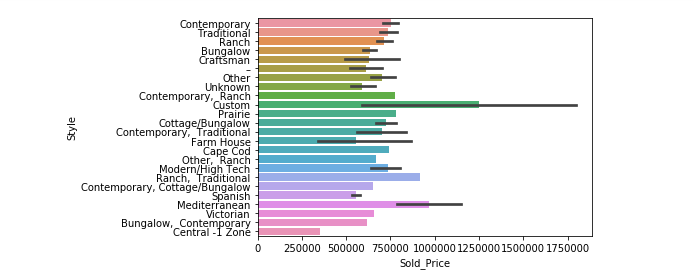 Contemporary
Traditional
Ranch
Bungalow
Craftsman
–
Other
Unknown
Contemporary,  Ranch
Custom
Prairie
Cottage/Bungalow
Contemporary,  Traditional
Farm House
Cape Cod
Other,  Ranch
Modern/High Tech
Ranch,  Traditional
Contemporary, Cottage/Bungalow
Spanish
Mediterranean
Victorian
Bungalow,  Contemporary
Central -1 Zone
Style
0 250000 500000 750000 1000000 1250000 1500000 1750000
Sold_Price